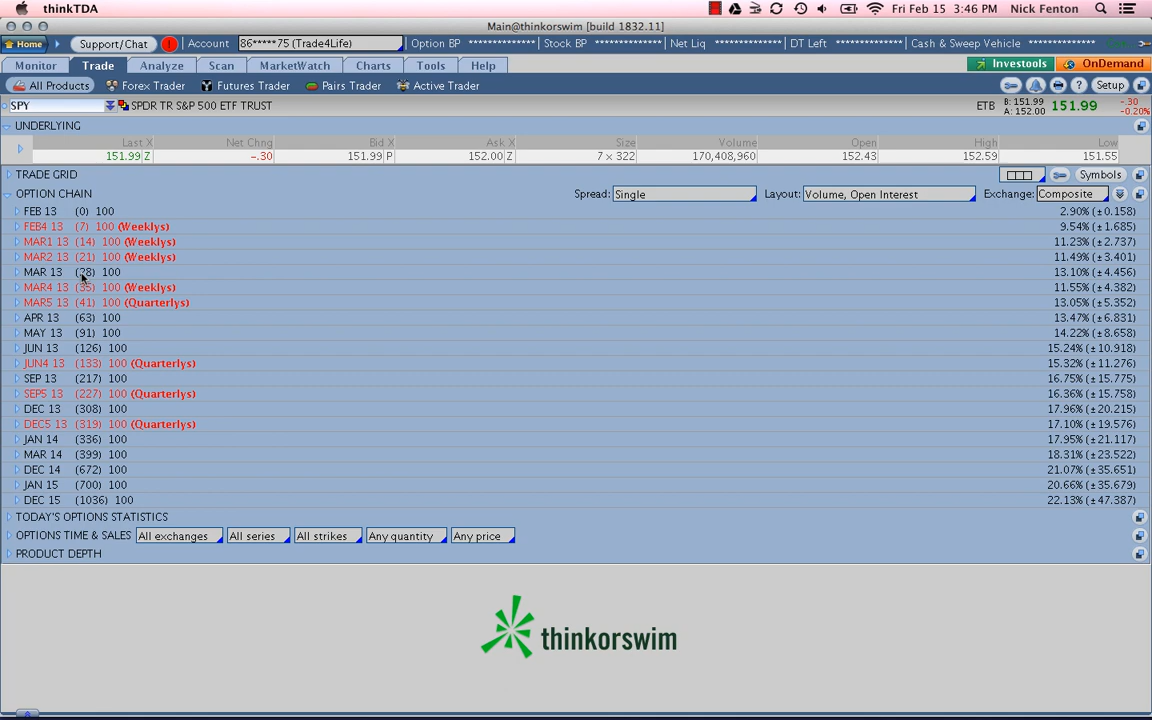 thinkTDA Fri Feb 15 3:46 PM Nick Fenton
Main@thinkorswim [build 1832.11]
Home Support/Chat ! Account 86*****75 (Trade4Life) Option BP ************** Stock BP ************** Net Liq ************** DT Left ************** Cash & Sweep Vehicle **************
Monitor Trade Analyze Scan MarketWatch Charts Tools Help Investools OnDemand
All Products Forex Trader Futures Trader Pairs Trader Active Trader ? Setup
SPY SPDR TR S&P 500 ETF TRUST ETB B: 151.99 A: 152.00 151.99 -.30 -0.20%
UNDERLYING
Last X Net Chng Bid X Ask X Size Volume Open High Low
151.99 Z -.30 151.99 P 152.00 Z 7 × 322 170,408,960 152.43 152.59 151.55
TRADE GRID Symbols
OPTION CHAIN Spread: Single Layout: Volume, Open Interest Exchange: Composite
FEB 13 (0) 100 2.90% (±0.158)
FEB4 13 (7) 100 (Weeklys) 9.54% (±1.685)
MAR1 13 (14) 100 (Weeklys) 11.23% (±2.737)
MAR2 13 (21) 100 (Weeklys) 11.49% (±3.401)
MAR 13 (28) 100 13.10% (±4.456)
MAR4 13 (35) 100 (Weeklys) 11.55% (±4.382)
MAR5 13 (41) 100 (Quarterlys) 13.05% (±5.352)
APR 13 (63) 100 13.47% (±6.831)
MAY 13 (91) 100 14.22% (±8.658)
JUN 13 (126) 100 15.24% (±10.918)
JUN4 13 (133) 100 (Quarterlys) 15.32% (±11.276)
SEP 13 (217) 100 16.75% (±15.775)
SEP5 13 (227) 100 (Quarterlys) 16.36% (±15.758)
DEC 13 (308) 100 17.96% (±20.215)
DEC5 13 (319) 100 (Quarterlys) 17.10% (±19.576)
JAN 14 (336) 100 17.95% (±21.117)
MAR 14 (399) 100 18.31% (±23.522)
DEC 14 (672) 100 21.07% (±35.651)
JAN 15 (700) 100 20.66% (±35.679)
DEC 15 (1036) 100 22.13% (±47.387)
TODAY'S OPTIONS STATISTICS
OPTIONS TIME & SALES All exchanges All series All strikes Any quantity Any price
PRODUCT DEPTH
thinkorswim